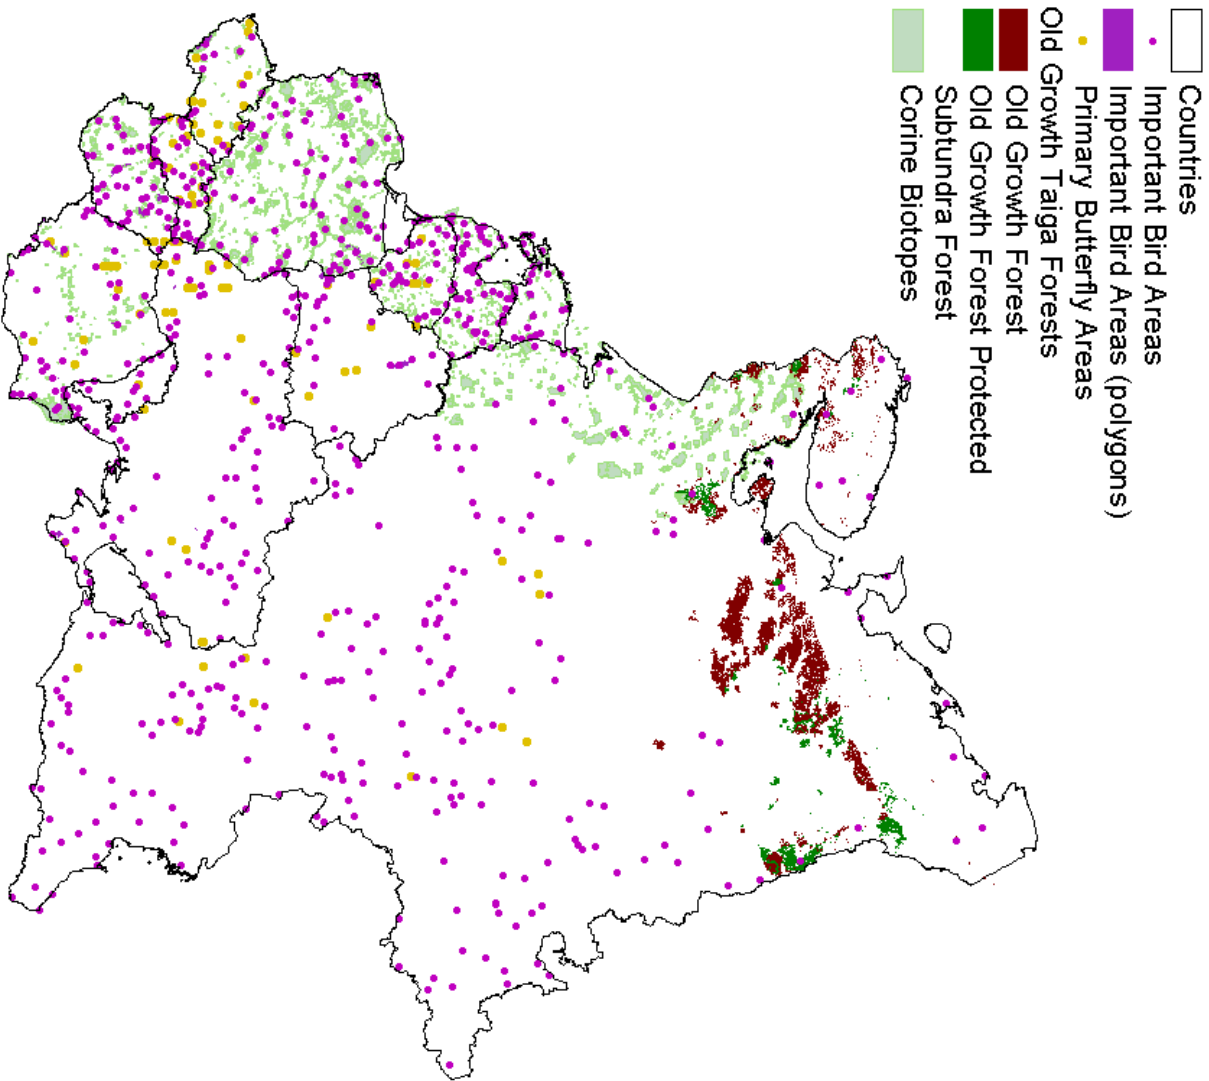 Countries
Important Bird Areas
Important Bird Areas (polygons)
Primary Butterfly Areas
Old Growth Taiga Forests
Old Growth Forest
Old Growth Forest Protected
Subtundra Forest
Corine Biotopes